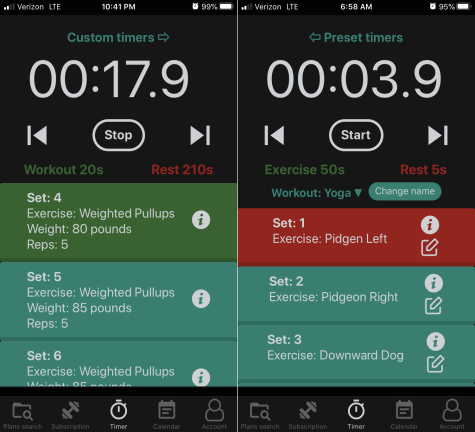 Verizon LTE 10:41 PM 99%
Custom timers
00:17.9
Stop
Workout 20s Rest 210s
Set: 4
Exercise: Weighted Pullups
Weight: 80 pounds
Reps: 5
Set: 5
Exercise: Weighted Pullups
Weight: 85 pounds
Reps: 5
Set: 6
Exercise: Weighted Pullups
Weight: 85 pounds
Plans search Subscription Timer Calendar Account
Verizon LTE 6:58 AM 95%
Preset timers
00:03.9
Start
Exercise 50s Rest 5s
Workout: Yoga ▼ Change name
Set: 1
Exercise: Pidgen Left
Set: 2
Exercise: Pidgeon Right
Set: 3
Exercise: Downward Dog
Plans search Subscription Timer Calendar Account